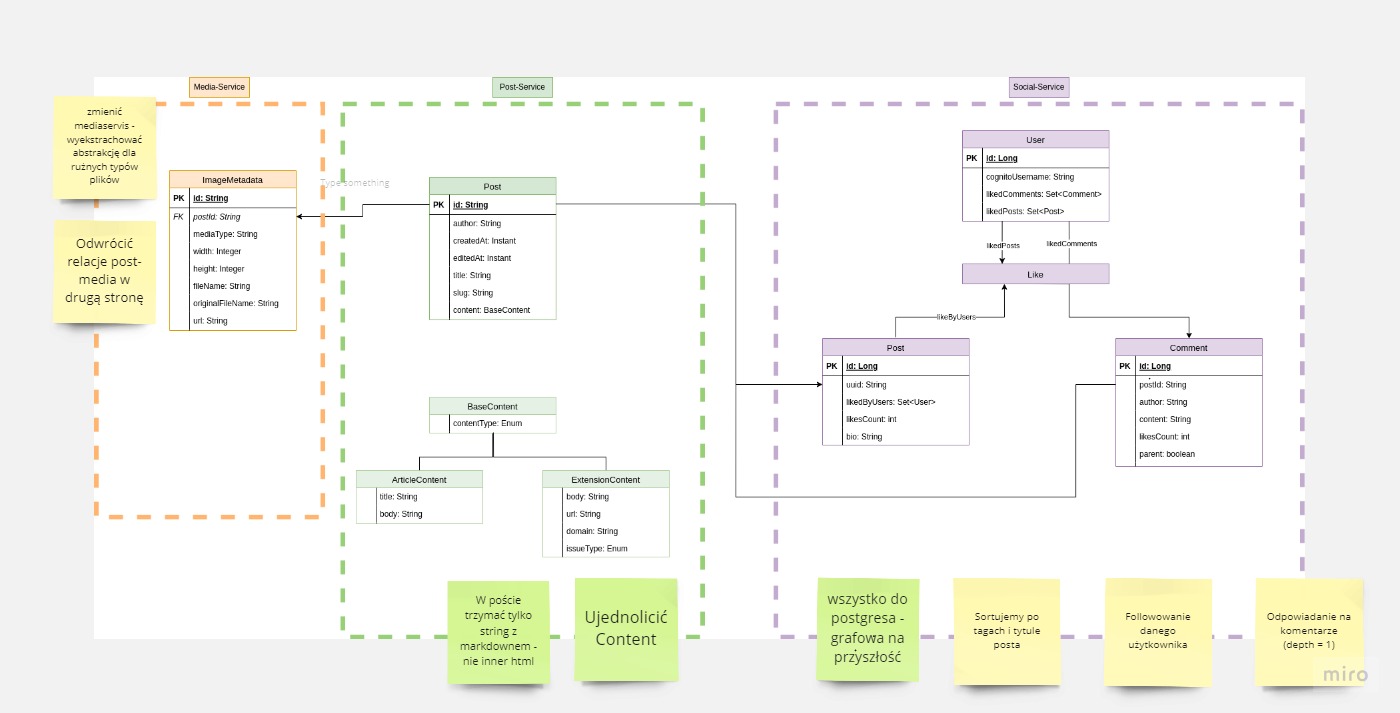 Media-Service
Post-Service
Social-Service
zmienić
mediaservis -
wyekstrachować
abstrakcję dla
rużnych typów
plików
Odwrócić
relacje post-
media w
drugą stronę
ImageMetadata
PK id: String
FK postId: String
mediaType: String
width: Integer
height: Integer
fileName: String
originalFileName: String
url: String
Type something
Post
PK id: String
author: String
createdAt: Instant
editedAt: Instant
title: String
slug: String
content: BaseContent
BaseContent
contentType: Enum
ArticleContent
title: String
body: String
ExtensionContent
body: String
url: String
domain: String
issueType: Enum
User
PK id: Long
cognitoUsername: String
likedComments: Set<Comment>
likedPosts: Set<Post>
likedPosts
likedComments
Like
likeByUsers
Post
PK id: Long
uuid: String
likedByUsers: Set<User>
likesCount: int
bio: String
Comment
PK id: Long
postId: String
author: String
content: String
likesCount: int
parent: boolean
W poście
trzymać tylko
string z
markdownem -
nie inner html
Ujednolicić
Content
wszystko do
postgresa -
grafowa na
przyszłość
Sortujemy po
tagach i tytule
posta
Followowanie
danego
użytkownika
Odpowiadanie na
komentarze
(depth = 1)
miro